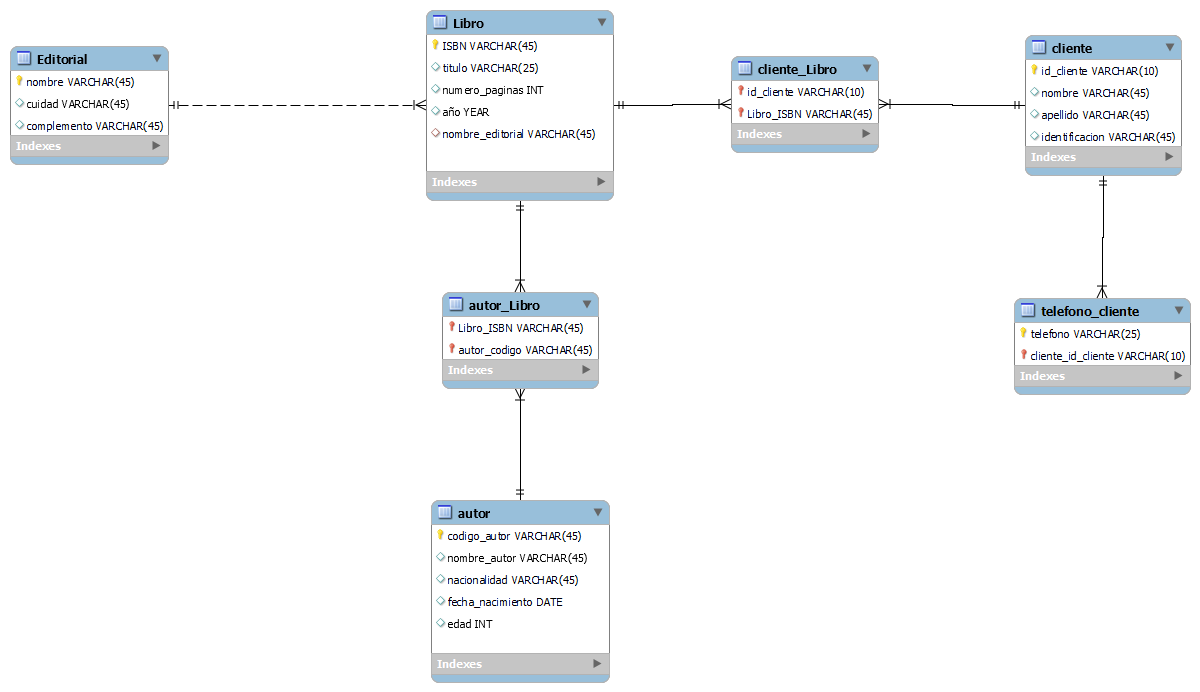 Editorial
nombre VARCHAR(45)
cuidad VARCHAR(45)
complemento VARCHAR(45)
Indexes
Libro
ISBN VARCHAR(45)
titulo VARCHAR(25)
numero_paginas INT
año YEAR
nombre_editorial VARCHAR(45)
Indexes
cliente_Libro
id_cliente VARCHAR(10)
Libro_ISBN VARCHAR(45)
Indexes
cliente
id_cliente VARCHAR(10)
nombre VARCHAR(45)
apellido VARCHAR(45)
identificacion VARCHAR(45)
Indexes
autor_Libro
Libro_ISBN VARCHAR(45)
autor_codigo VARCHAR(45)
Indexes
telefono_cliente
telefono VARCHAR(25)
cliente_id_cliente VARCHAR(10)
Indexes
autor
codigo_autor VARCHAR(45)
nombre_autor VARCHAR(45)
nacionalidad VARCHAR(45)
fecha_nacimiento DATE
edad INT
Indexes